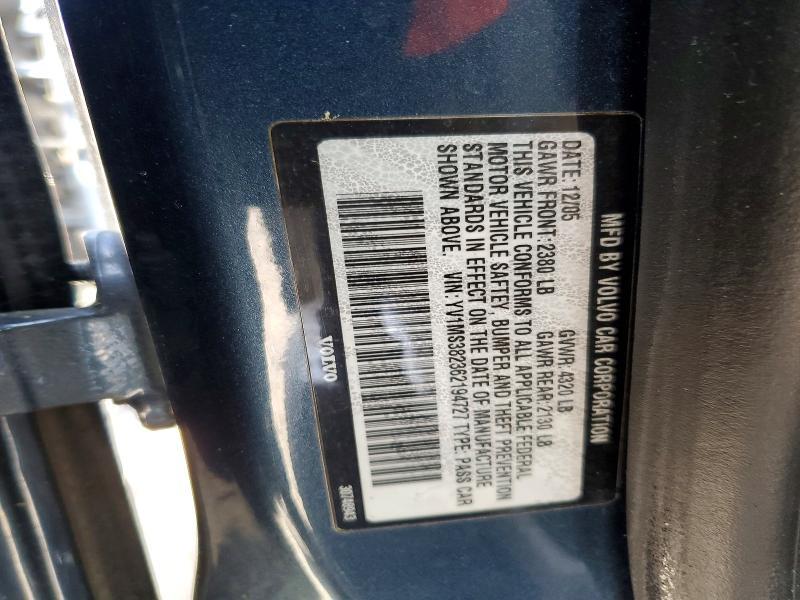 MFD BY VOLVO CAR CORPORATION
DATE: 12/05 GVWR: 4320 LB
GAWR FRONT: 2380 LB GAWR REAR: 2130 LB
THIS VEHICLE CONFORMS TO ALL APPLICABLE FEDERAL
MOTOR VEHICLE SAFTEY, BUMPER AND THEFT PREVENTION
STANDARDS IN EFFECT ON THE DATE OF MANUFACTURE
SHOWN ABOVE. VIN: YV1MS382362194727 TYPE: PASS CAR
VOLVO